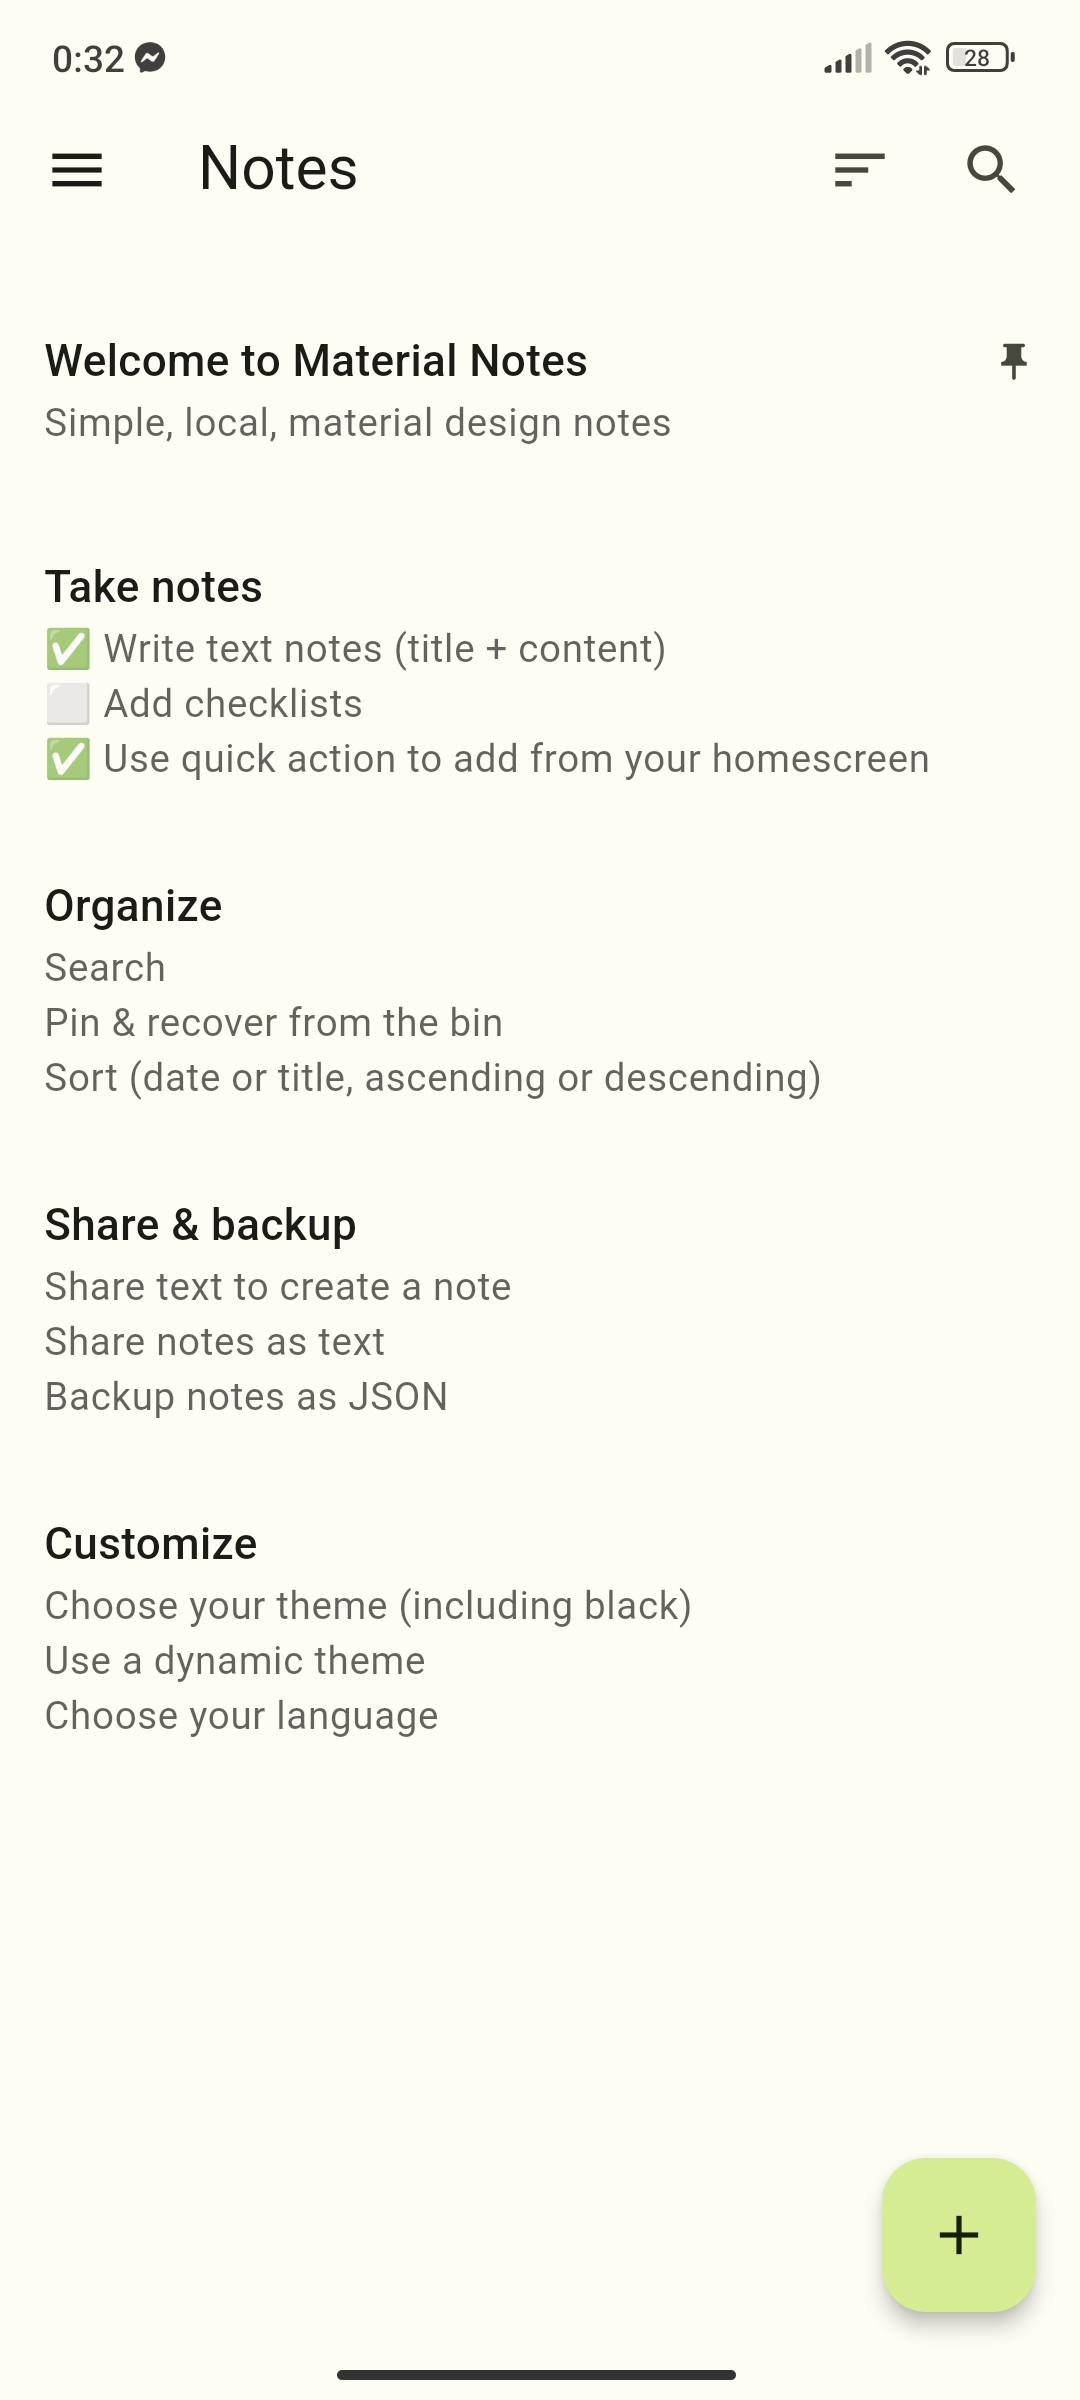 0:32
28
Notes
Welcome to Material Notes
Simple, local, material design notes
Take notes
✅ Write text notes (title + content)
⬜ Add checklists
✅ Use quick action to add from your homescreen
Organize
Search
Pin & recover from the bin
Sort (date or title, ascending or descending)
Share & backup
Share text to create a note
Share notes as text
Backup notes as JSON
Customize
Choose your theme (including black)
Use a dynamic theme
Choose your language